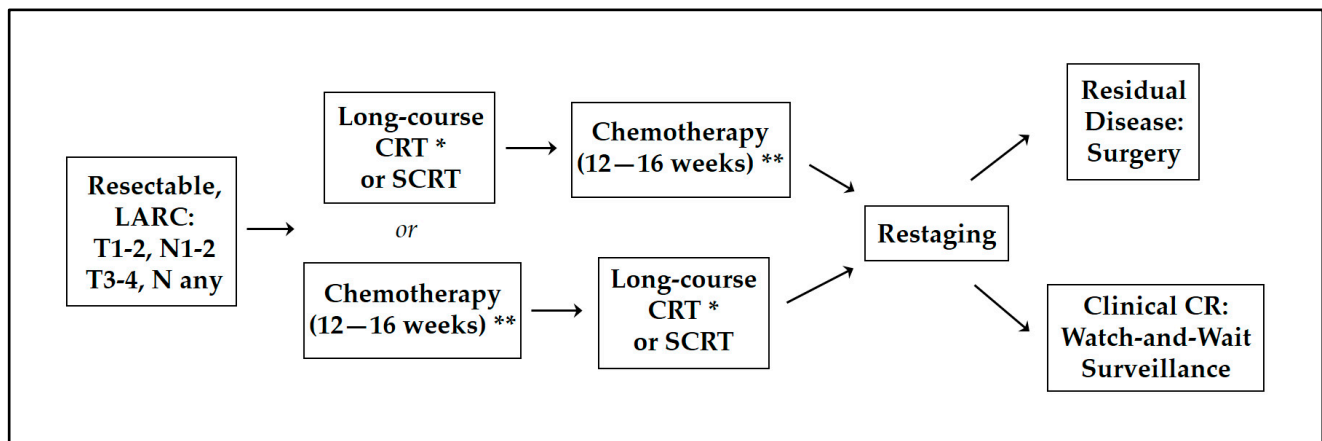 Resectable,
LARC:
T1-2, N1-2
T3-4, N any
Long-course
CRT *
or SCRT
Chemotherapy
(12—16 weeks) **
or
Chemotherapy
(12—16 weeks) **
Long-course
CRT *
or SCRT
Restaging
Residual
Disease:
Surgery
Clinical CR:
Watch-and-Wait
Surveillance